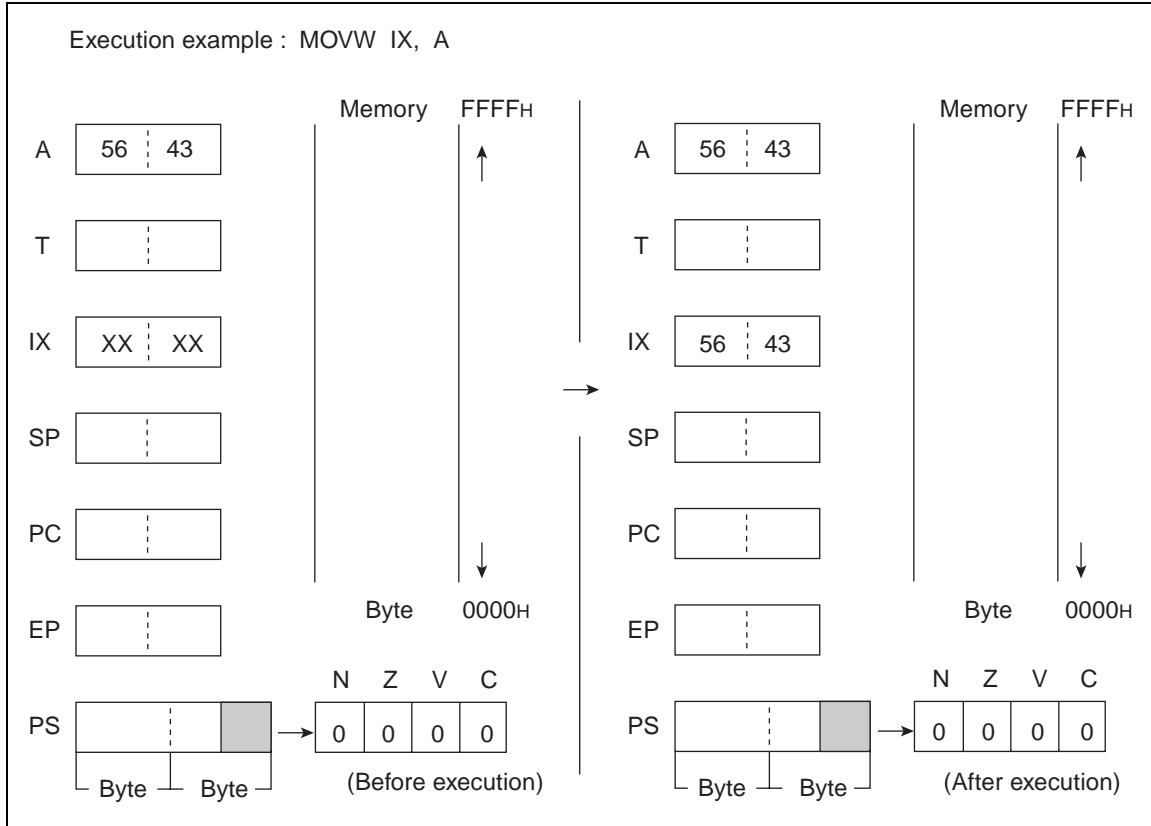 Execution example : MOVW IX, A
Memory FFFFH
A 56 43
T
IX XX XX
SP
PC
EP
Byte 0000H
N Z V C
PS 0 0 0 0
Byte Byte (Before execution)
Memory FFFFH
A 56 43
T
IX 56 43
SP
PC
EP
Byte 0000H
N Z V C
PS 0 0 0 0
Byte Byte (After execution)